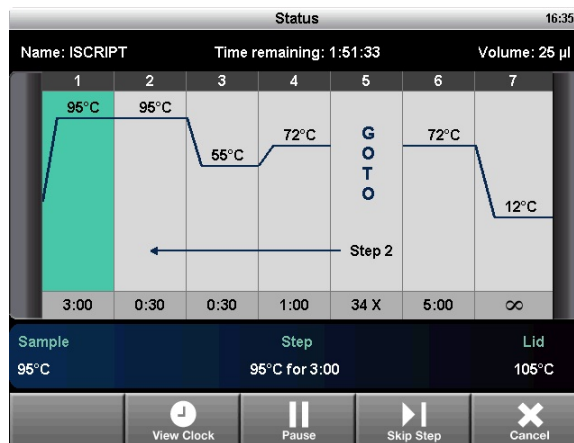 Status 16:35
Name: ISCRIPT Time remaining: 1:51:33 Volume: 25 µl
1 2 3 4 5 6 7
95°C 95°C 55°C 72°C GOTO 72°C 12°C
Step 2
3:00 0:30 0:30 1:00 34 X 5:00 ∞
Sample Step Lid
95°C 95°C for 3:00 105°C
View Clock Pause Skip Step Cancel